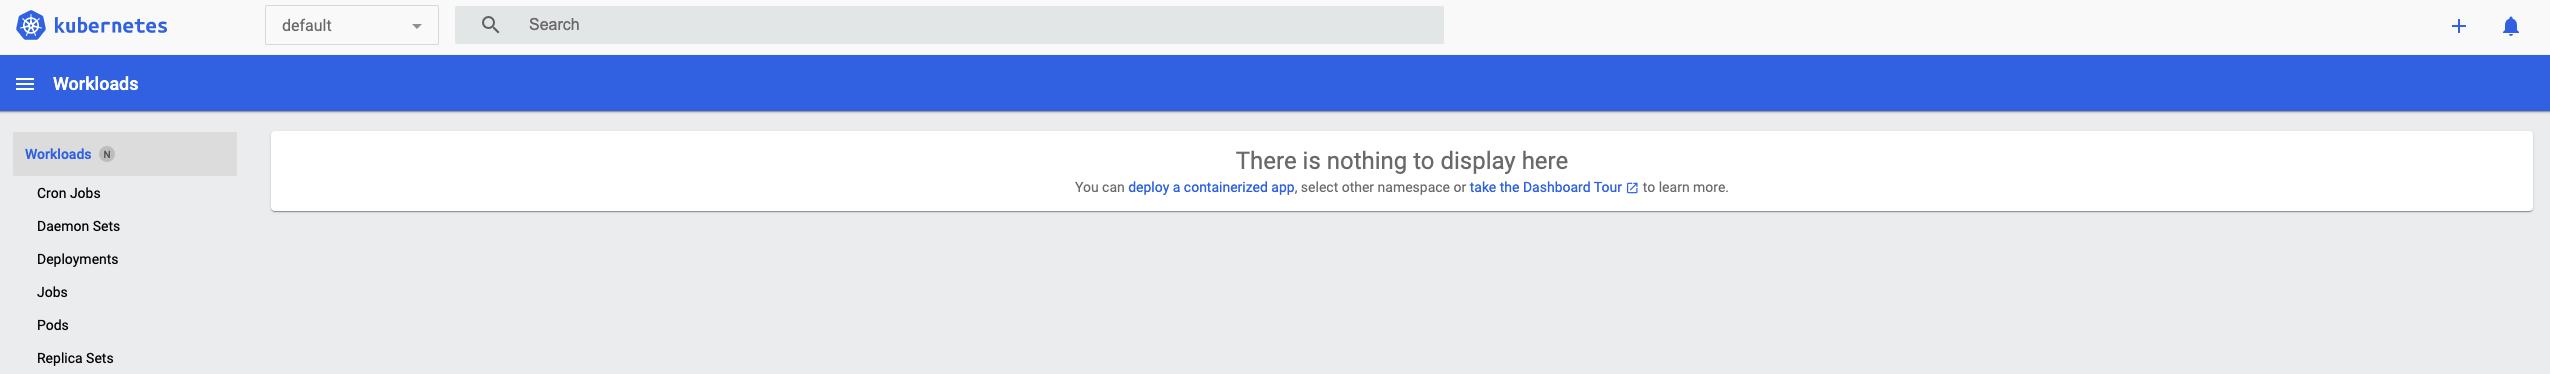 kubernetes
default
Search
Workloads
Workloads N
There is nothing to display here
You can deploy a containerized app, select other namespace or take the Dashboard Tour to learn more.
Cron Jobs
Daemon Sets
Deployments
Jobs
Pods
Replica Sets